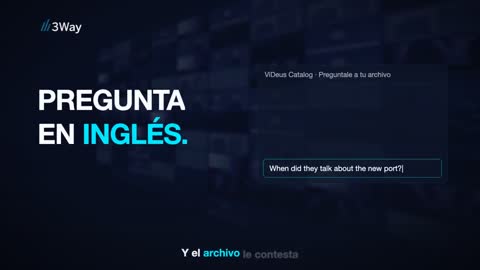 3Way
PREGUNTA
EN INGLÉS.
ViDeus Catalog · Preguntale a tu archivo
When did they talk about the new port?
Y el archivo le contesta